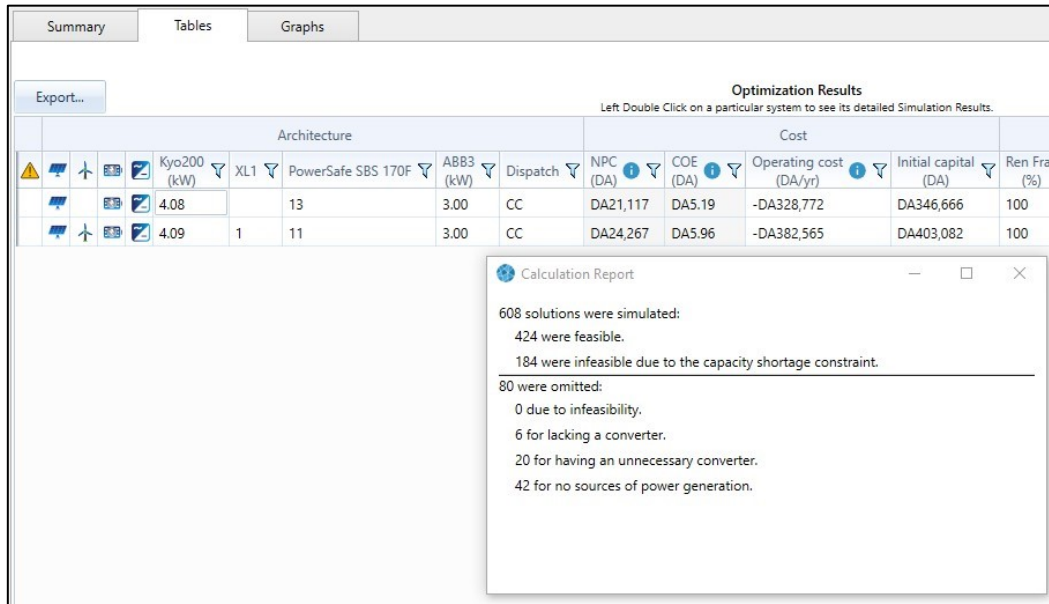 Summary Tables Graphs
Export...
Optimization Results
Left Double Click on a particular system to see its detailed Simulation Results.
Architecture Cost
Kyo200 (kW) XL1 PowerSafe SBS 170F ABB3 (kW) Dispatch NPC (DA) COE (DA) Operating cost (DA/yr) Initial capital (DA) Ren Fra (%)
4.08 13 3.00 CC DA21,117 DA5.19 -DA328,772 DA346,666 100
4.09 1 11 3.00 CC DA24,267 DA5.96 -DA382,565 DA403,082 100
Calculation Report
608 solutions were simulated:
424 were feasible.
184 were infeasible due to the capacity shortage constraint.
80 were omitted:
0 due to infeasibility.
6 for lacking a converter.
20 for having an unnecessary converter.
42 for no sources of power generation.